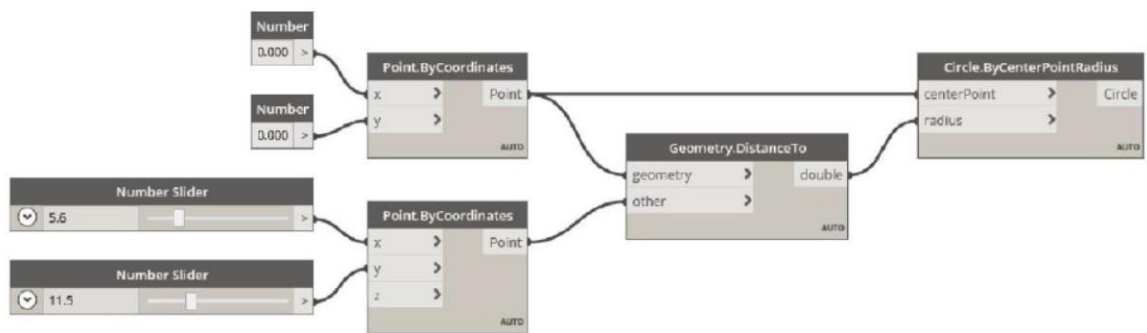 Number
0.000 >
Number
0.000 >
Point.ByCoordinates
x > Point
y >
AUTO
Circle.ByCenterPointRadius
centerPoint > Circle
radius >
AUTO
Geometry.DistanceTo
geometry > double
other >
AUTO
Number Slider
5.6 >
Number Slider
11.5 >
Point.ByCoordinates
x > Point
y >
z >
AUTO